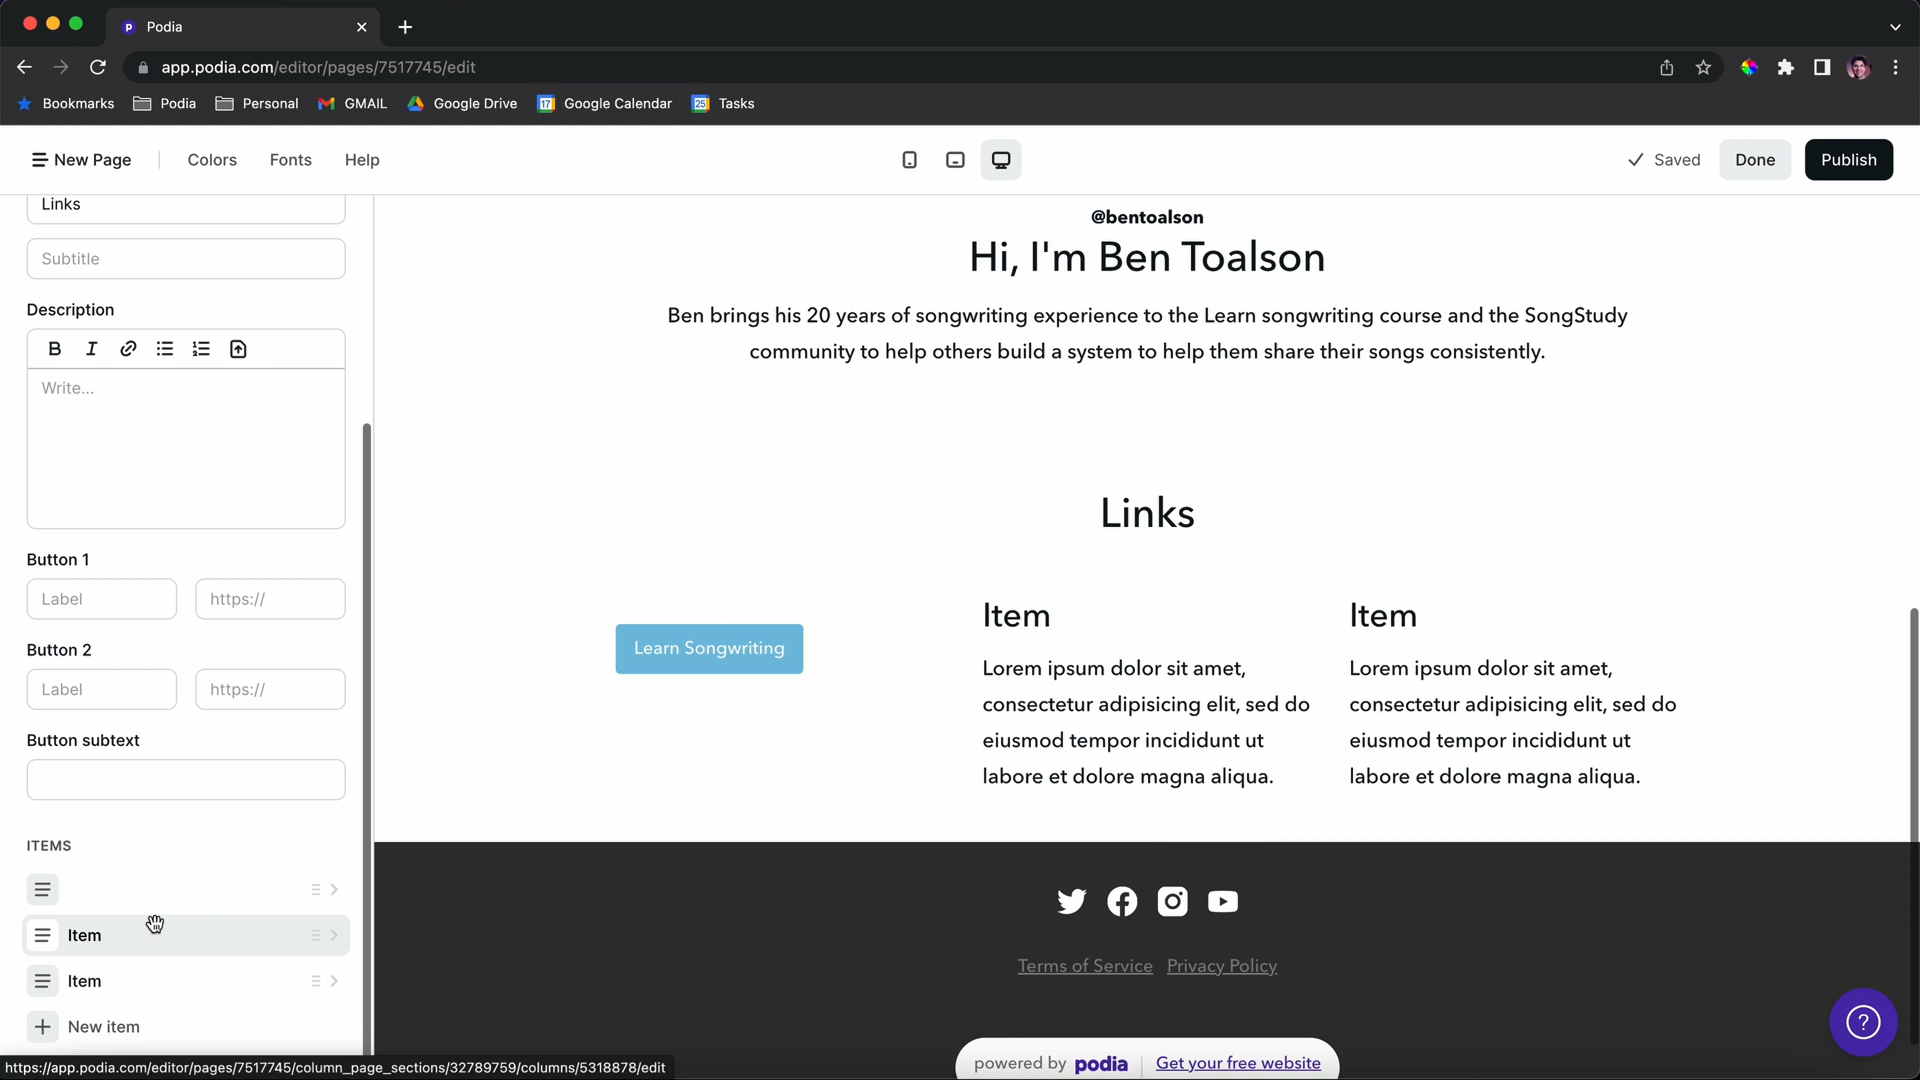 Podia
app.podia.com/editor/pages/7517745/edit
Bookmarks Podia Personal GMAIL Google Drive 17 Google Calendar 25 Tasks
New Page Colors Fonts Help Saved Done Publish
Links
Subtitle
Description
B I
Write...
Button 1
Label https://
Button 2
Label https://
Button subtext
ITEMS
Item
Item
New item
@bentoalson
Hi, I'm Ben Toalson
Ben brings his 20 years of songwriting experience to the Learn songwriting course and the SongStudy
community to help others build a system to help them share their songs consistently.
Links
Learn Songwriting
Item
Lorem ipsum dolor sit amet,
consectetur adipisicing elit, sed do
eiusmod tempor incididunt ut
labore et dolore magna aliqua.
Item
Lorem ipsum dolor sit amet,
consectetur adipisicing elit, sed do
eiusmod tempor incididunt ut
labore et dolore magna aliqua.
Terms of Service Privacy Policy
powered by podia Get your free website
https://app.podia.com/editor/pages/7517745/column_page_sections/32789759/columns/5318878/edit